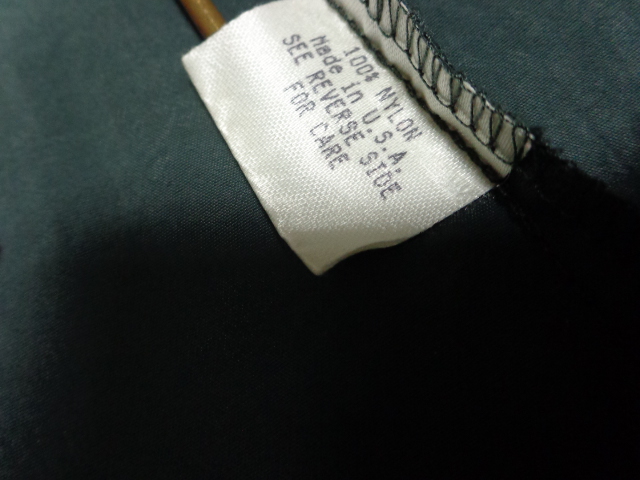 100% NYLON
Made in U.S.A.
SEE REVERSE SIDE
FOR CARE